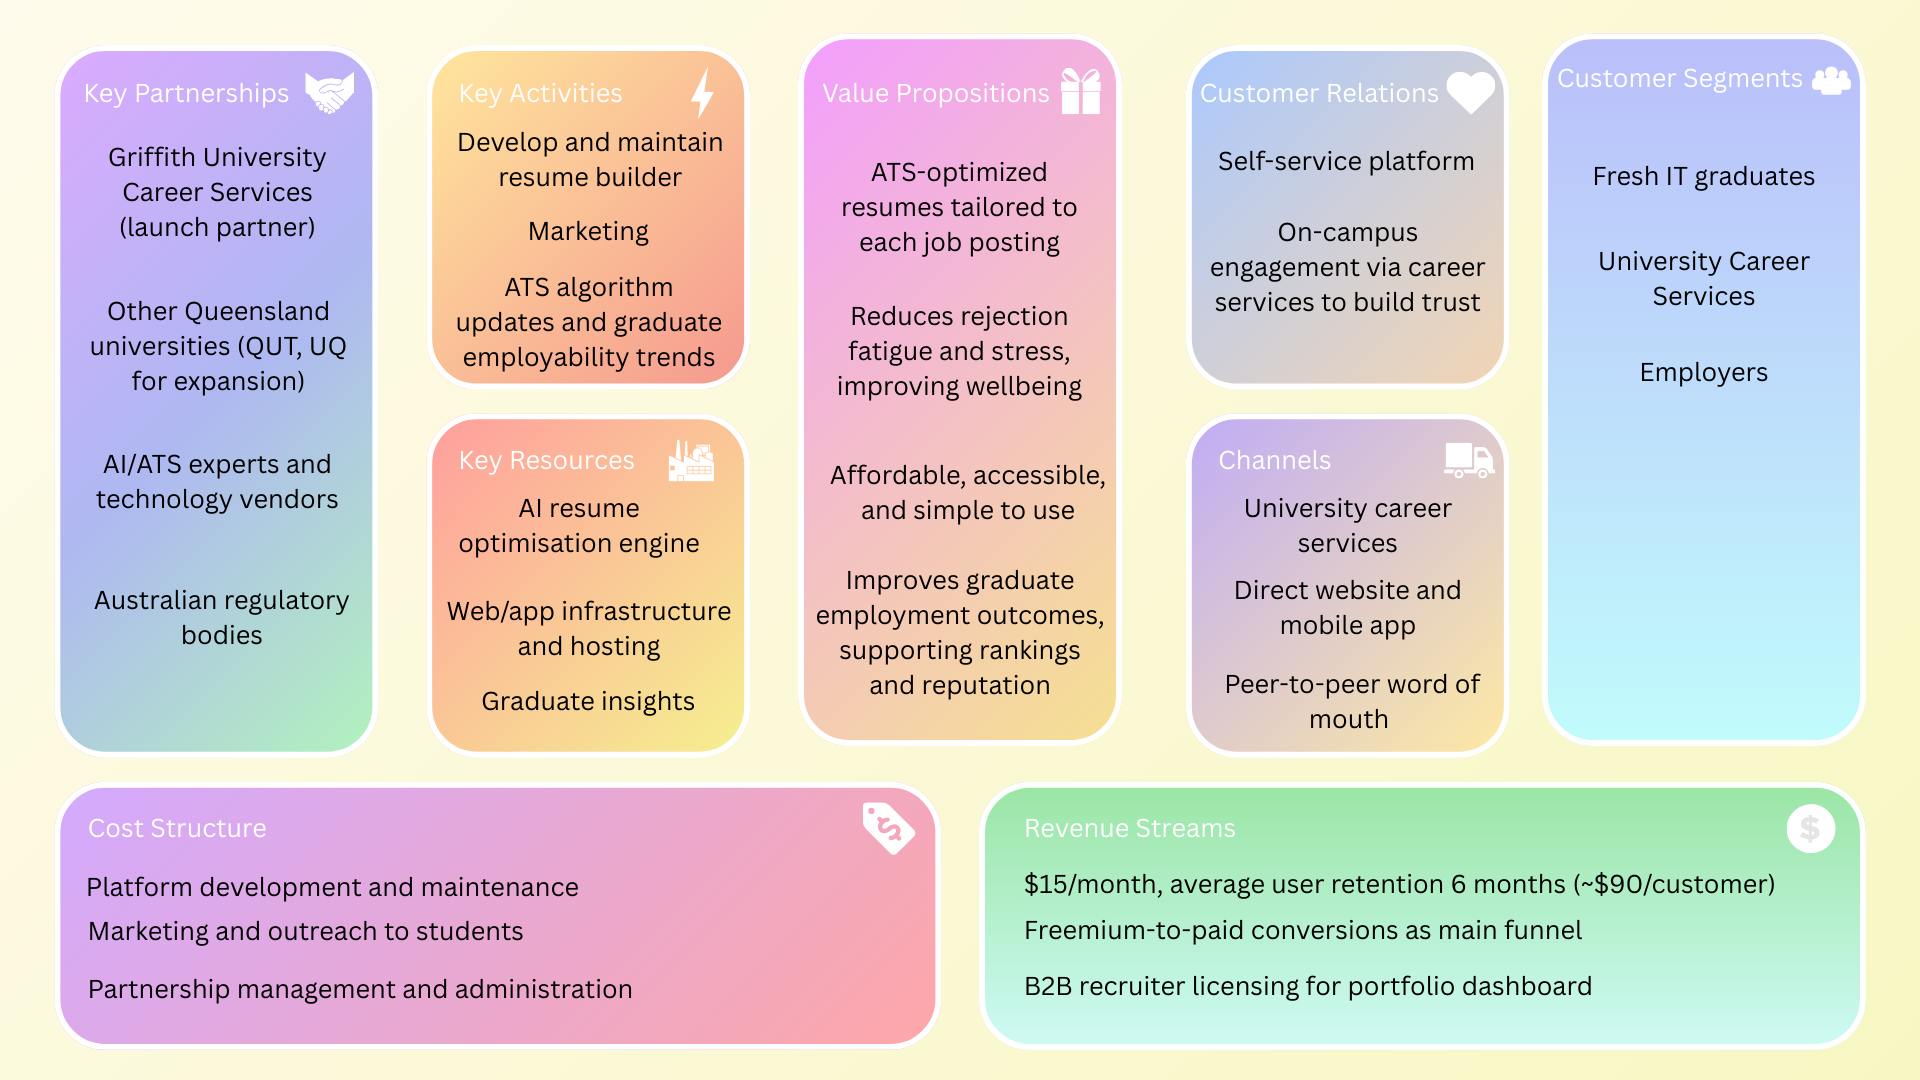 Key Partnerships
Griffith University
Career Services
(launch partner)
Other Queensland
universities (QUT, UQ
for expansion)
AI/ATS experts and
technology vendors
Australian regulatory
bodies
Key Activities
Develop and maintain
resume builder
Marketing
ATS algorithm
updates and graduate
employability trends
Key Resources
AI resume
optimisation engine
Web/app infrastructure
and hosting
Graduate insights
Value Propositions
ATS-optimized
resumes tailored to
each job posting
Reduces rejection
fatigue and stress,
improving wellbeing
Affordable, accessible,
and simple to use
Improves graduate
employment outcomes,
supporting rankings
and reputation
Customer Relations
Self-service platform
On-campus
engagement via career
services to build trust
Channels
University career
services
Direct website and
mobile app
Peer-to-peer word of
mouth
Customer Segments
Fresh IT graduates
University Career
Services
Employers
Cost Structure
$
Platform development and maintenance
Marketing and outreach to students
Partnership management and administration
Revenue Streams
$
$15/month, average user retention 6 months (~$90/customer)
Freemium-to-paid conversions as main funnel
B2B recruiter licensing for portfolio dashboard